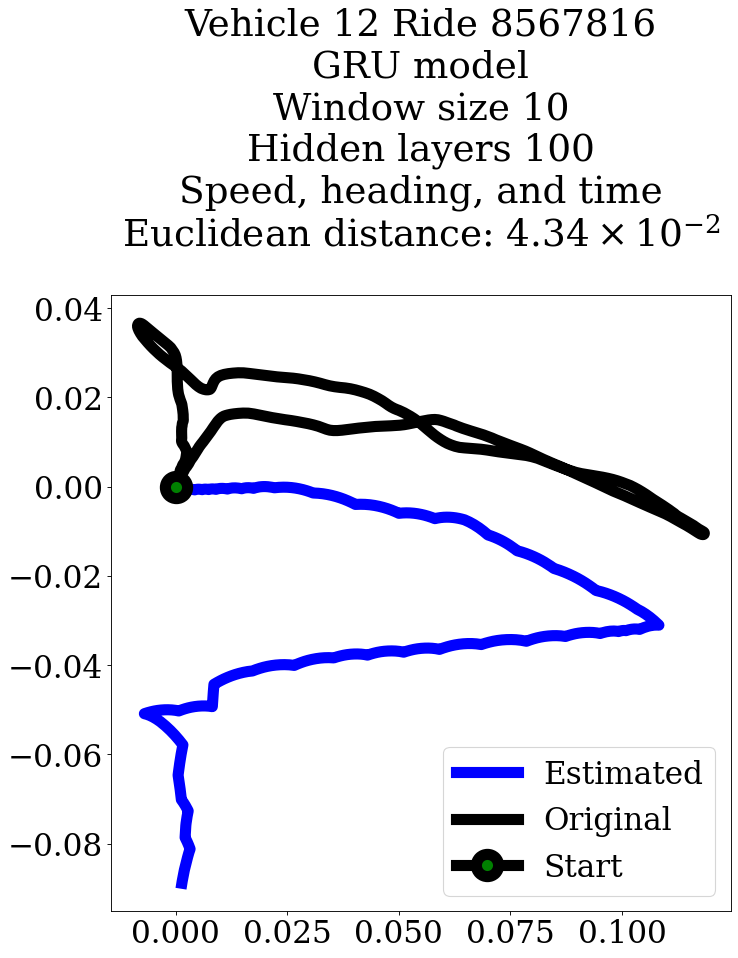 Vehicle 12 Ride 8567816
GRU model
Window size 10
Hidden layers 100
Speed, heading, and time
Euclidean distance: 4.34 × 10⁻²
0.04
0.02
0.00
−0.02
−0.04
−0.06
−0.08
Estimated
Original
Start
0.000 0.025 0.050 0.075 0.100